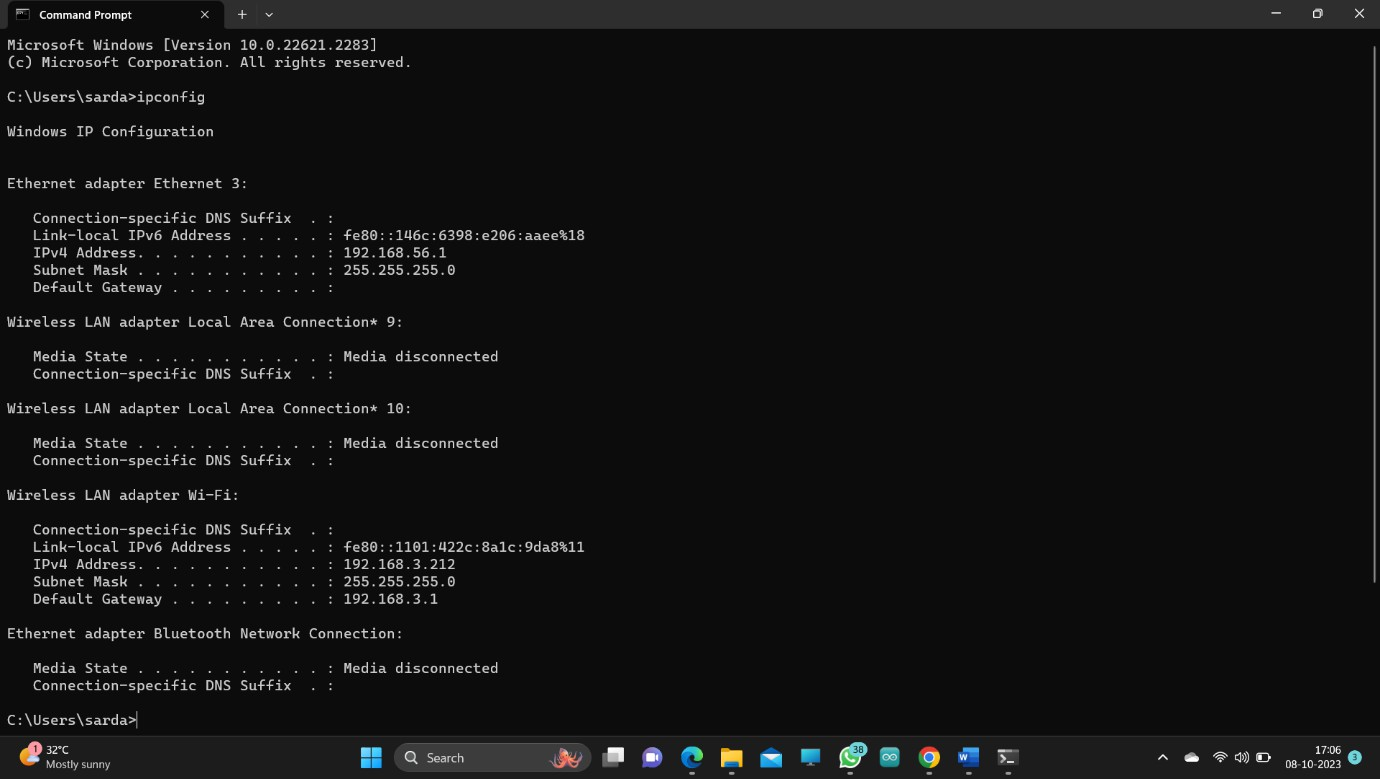 Command Prompt
Microsoft Windows [Version 10.0.22621.2283]
(c) Microsoft Corporation. All rights reserved.
C:\Users\sarda>ipconfig
Windows IP Configuration
Ethernet adapter Ethernet 3:
Connection-specific DNS Suffix  . :
Link-local IPv6 Address . . . . . : fe80::146c:6398:e206:aaee%18
IPv4 Address. . . . . . . . . . . : 192.168.56.1
Subnet Mask . . . . . . . . . . . : 255.255.255.0
Default Gateway . . . . . . . . . :
Wireless LAN adapter Local Area Connection* 9:
Media State . . . . . . . . . . . : Media disconnected
Connection-specific DNS Suffix  . :
Wireless LAN adapter Local Area Connection* 10:
Media State . . . . . . . . . . . : Media disconnected
Connection-specific DNS Suffix  . :
Wireless LAN adapter Wi-Fi:
Connection-specific DNS Suffix  . :
Link-local IPv6 Address . . . . . : fe80::1101:422c:8a1c:9da8%11
IPv4 Address. . . . . . . . . . . : 192.168.3.212
Subnet Mask . . . . . . . . . . . : 255.255.255.0
Default Gateway . . . . . . . . . : 192.168.3.1
Ethernet adapter Bluetooth Network Connection:
Media State . . . . . . . . . . . : Media disconnected
Connection-specific DNS Suffix  . :
C:\Users\sarda>
1
32°C
Mostly sunny
Search
38
W
17:06
08-10-2023
3